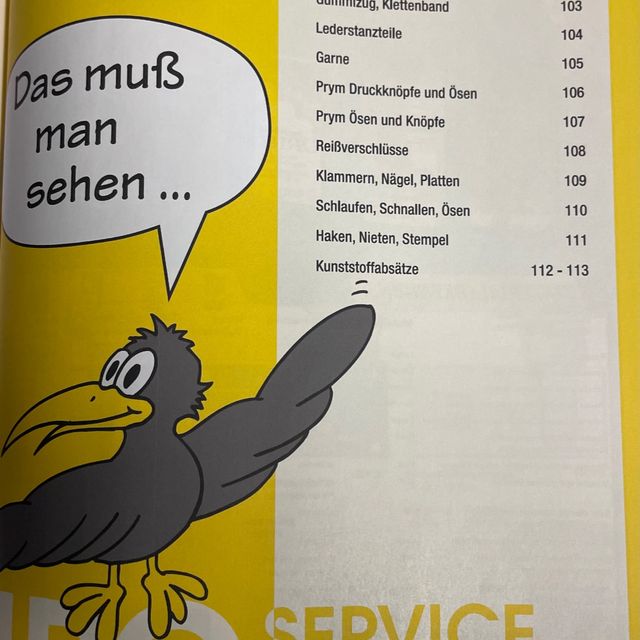 Das muß
man
sehen ...
Gummizug, Klettenband 103
Lederstanzteile 104
Garne 105
Prym Druckknöpfe und Ösen 106
Prym Ösen und Knöpfe 107
Reißverschlüsse 108
Klammern, Nägel, Platten 109
Schlaufen, Schnallen, Ösen 110
Haken, Nieten, Stempel 111
Kunststoffabsätze 112 - 113
SERVICE